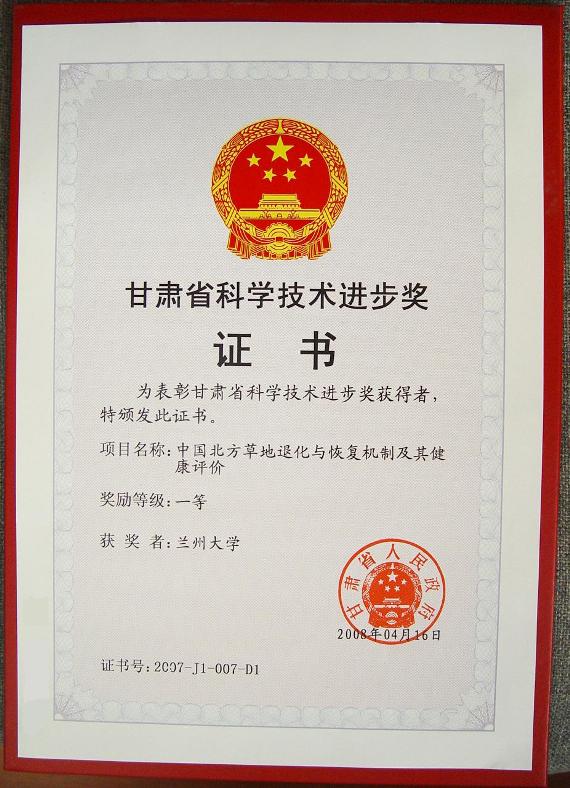 甘肃省科学技术进步奖
证 书
为表彰甘肃省科学技术进步奖获得者，
特颁发此证书。
项目名称：中国北方草地退化与恢复机制及其健
康评价
奖励等级：一等
获 奖 者：兰州大学
甘肃省人民政府
2008年04月16日
证书号：2007-J1-007-D1